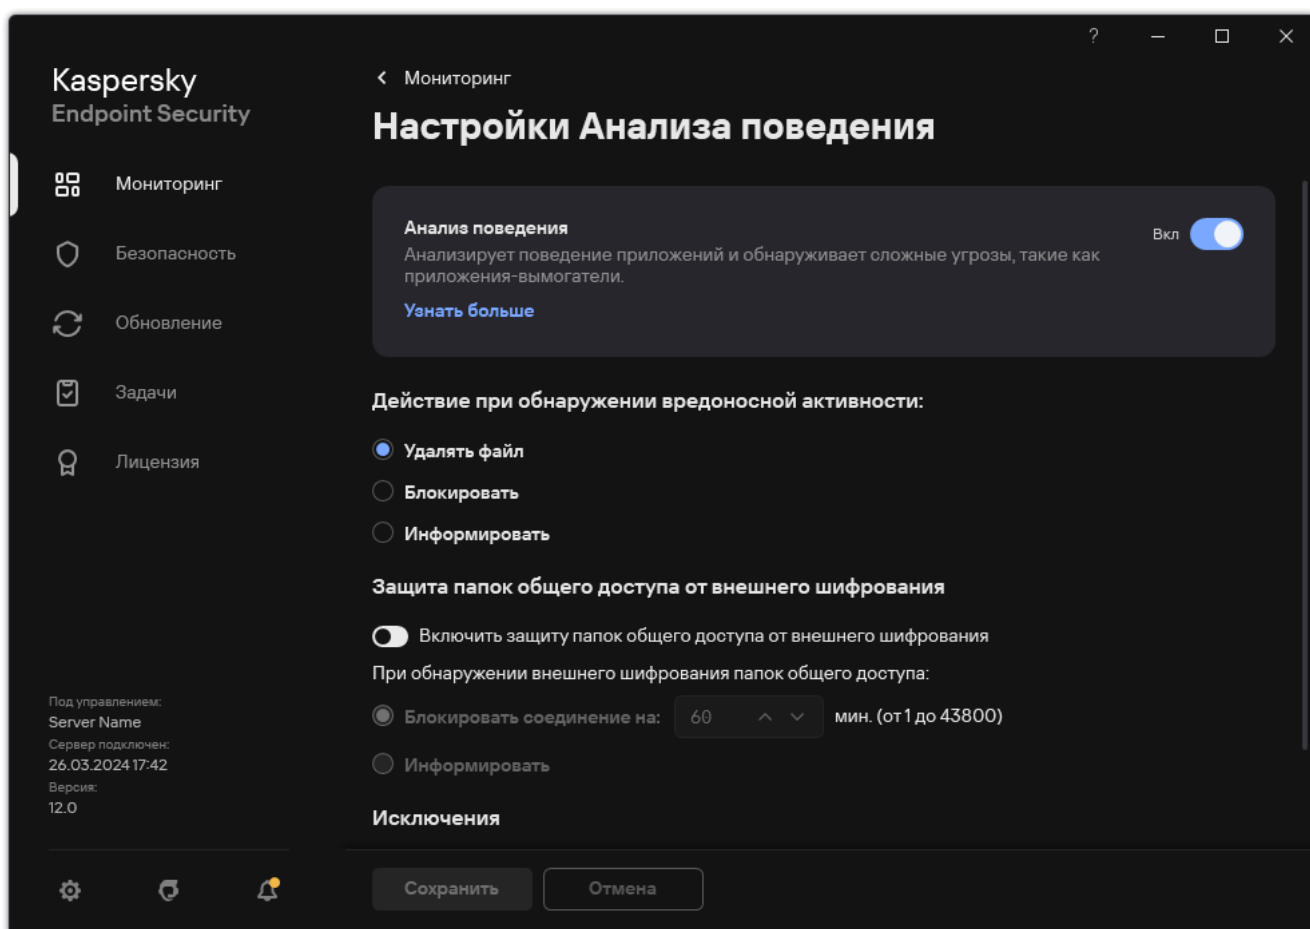 ?
Kaspersky
Endpoint Security
Мониторинг
Безопасность
Обновление
Задачи
Лицензия
Под управлением:
Server Name
Сервер подключен:
26.03.2024 17:42
Версия:
12.0
Мониторинг
Настройки Анализа поведения
Анализ поведения
Вкл
Анализирует поведение приложений и обнаруживает сложные угрозы, такие как
приложения-вымогатели.
Узнать больше
Действие при обнаружении вредоносной активности:
Удалять файл
Блокировать
Информировать
Защита папок общего доступа от внешнего шифрования
Включить защиту папок общего доступа от внешнего шифрования
При обнаружении внешнего шифрования папок общего доступа:
Блокировать соединение на: 60 мин. (от 1 до 43800)
Информировать
Исключения
Сохранить Отмена